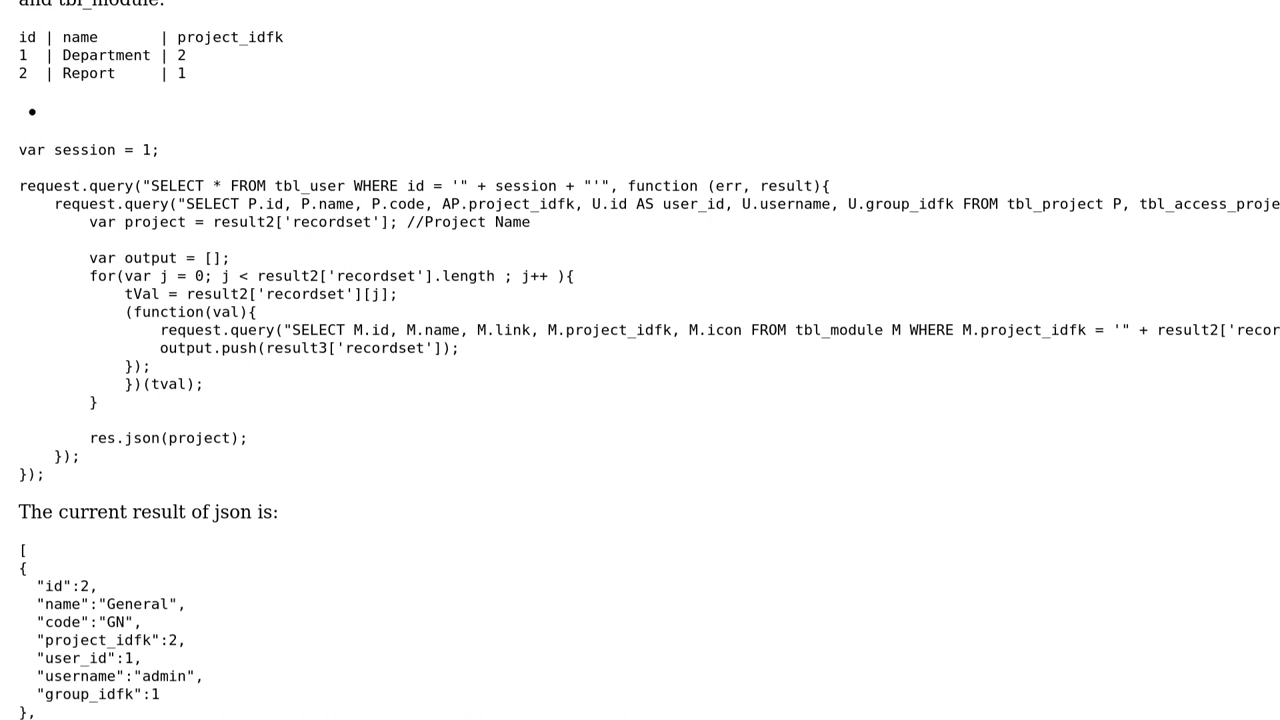 and tbl_module:
id | name       | project_idfk
1  | Department | 2
2  | Report     | 1
•
var session = 1;
request.query("SELECT * FROM tbl_user WHERE id = '" + session + "'", function (err, result){
    request.query("SELECT P.id, P.name, P.code, AP.project_idfk, U.id AS user_id, U.username, U.group_idfk FROM tbl_project P, tbl_access_proje
        var project = result2['recordset']; //Project Name
        var output = [];
        for(var j = 0; j < result2['recordset'].length ; j++ ){
            tVal = result2['recordset'][j];
            (function(val){
                request.query("SELECT M.id, M.name, M.link, M.project_idfk, M.icon FROM tbl_module M WHERE M.project_idfk = '" + result2['recor
                output.push(result3['recordset']);
            });
            })(tval);
        }
        res.json(project);
    });
});
The current result of json is:
[
{
  "id":2,
  "name":"General",
  "code":"GN",
  "project_idfk":2,
  "user_id":1,
  "username":"admin",
  "group_idfk":1
},